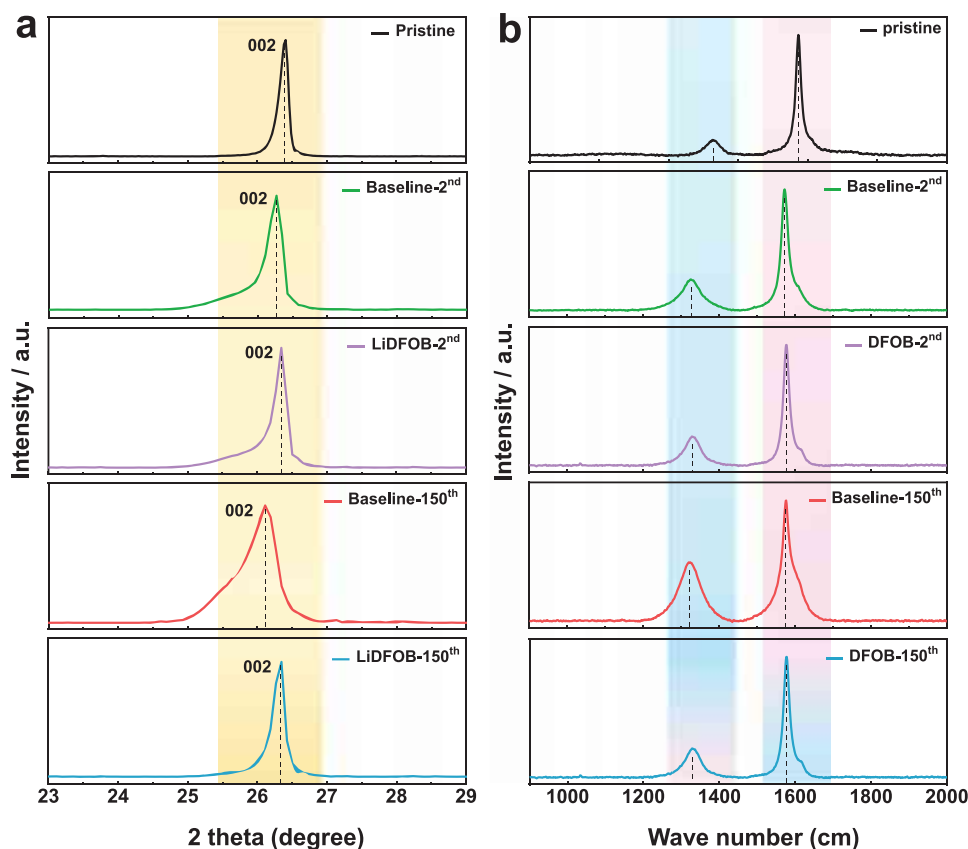 a
Pristine
002
Baseline-2nd
002
LiDFOB-2nd
002
Baseline-150th
002
LiDFOB-150th
002
Intensity / a.u.
23 24 25 26 27 28 29
2 theta (degree)
b
pristine
Baseline-2nd
DFOB-2nd
Baseline-150th
DFOB-150th
Intensity / a.u.
1000 1200 1400 1600 1800 2000
Wave number (cm)